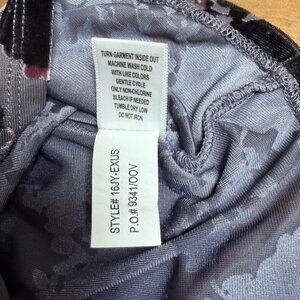 TURN GARMENT INSIDE OUT
MACHINE WASH COLD
WITH LIKE COLORS
GENTLE CYCLE
ONLY NON-CHLORINE
BLEACH IF NEEDED
TUMBLE DRY LOW
DO NOT IRON
STYLE# 16JY-EXUS
P.O.# 9341/OOV